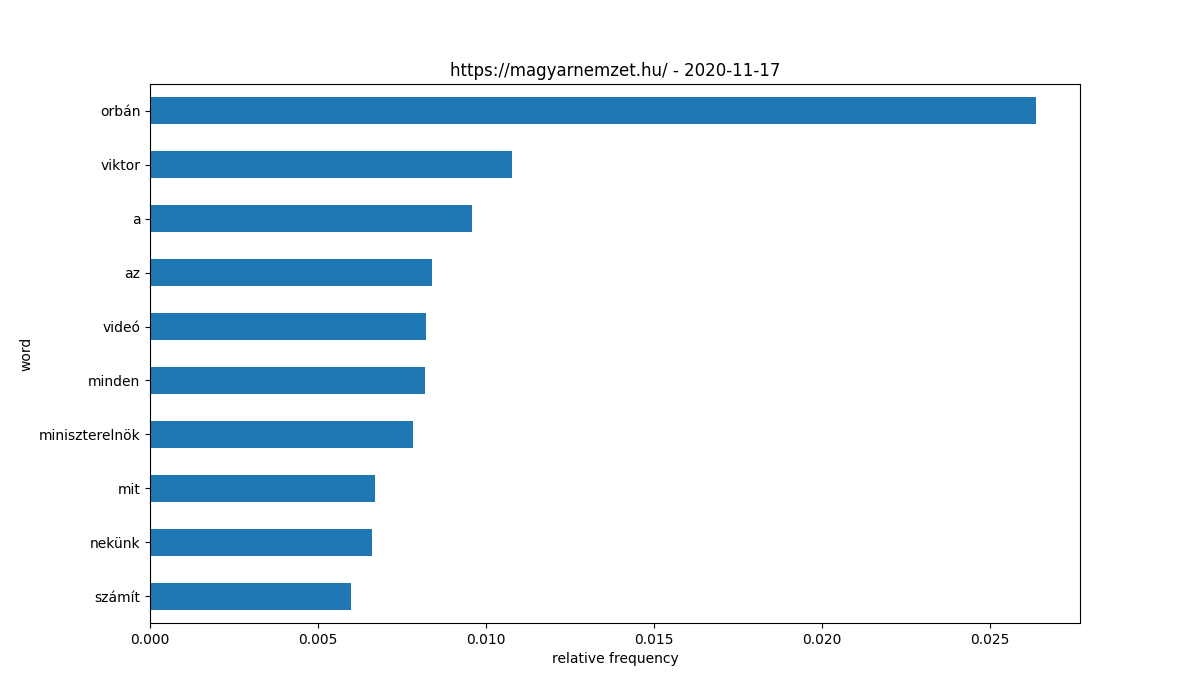 https://magyarnemzet.hu/ - 2020-11-17
word
orbán
viktor
a
az
videó
minden
miniszterelnök
mit
nekünk
számít
0.000 0.005 0.010 0.015 0.020 0.025
relative frequency